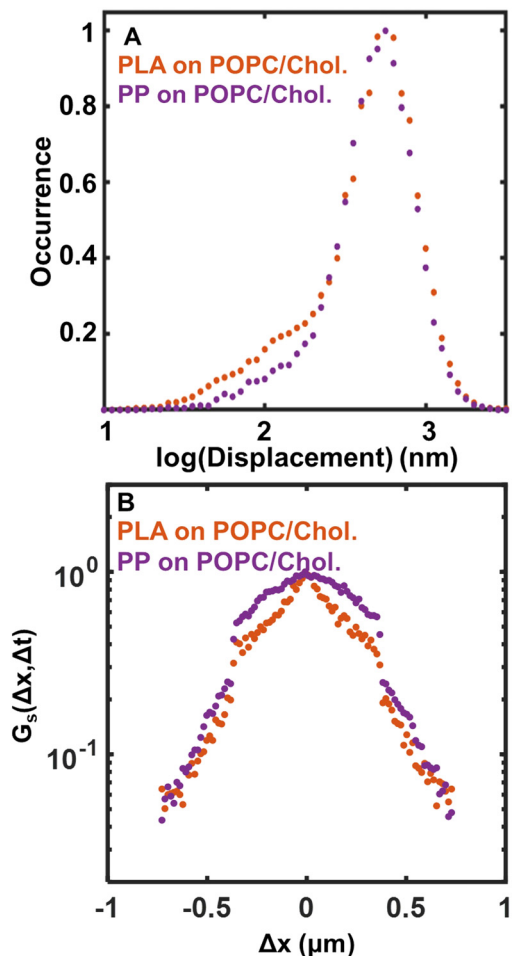 A
PLA on POPC/Chol.
PP on POPC/Chol.
1
0.8
0.6
0.4
0.2
Occurrence
1 2 3
log(Displacement) (nm)
B
PLA on POPC/Chol.
PP on POPC/Chol.
10⁰
10⁻¹
Gₛ(Δx,Δt)
-1 -0.5 0 0.5 1
Δx (μm)